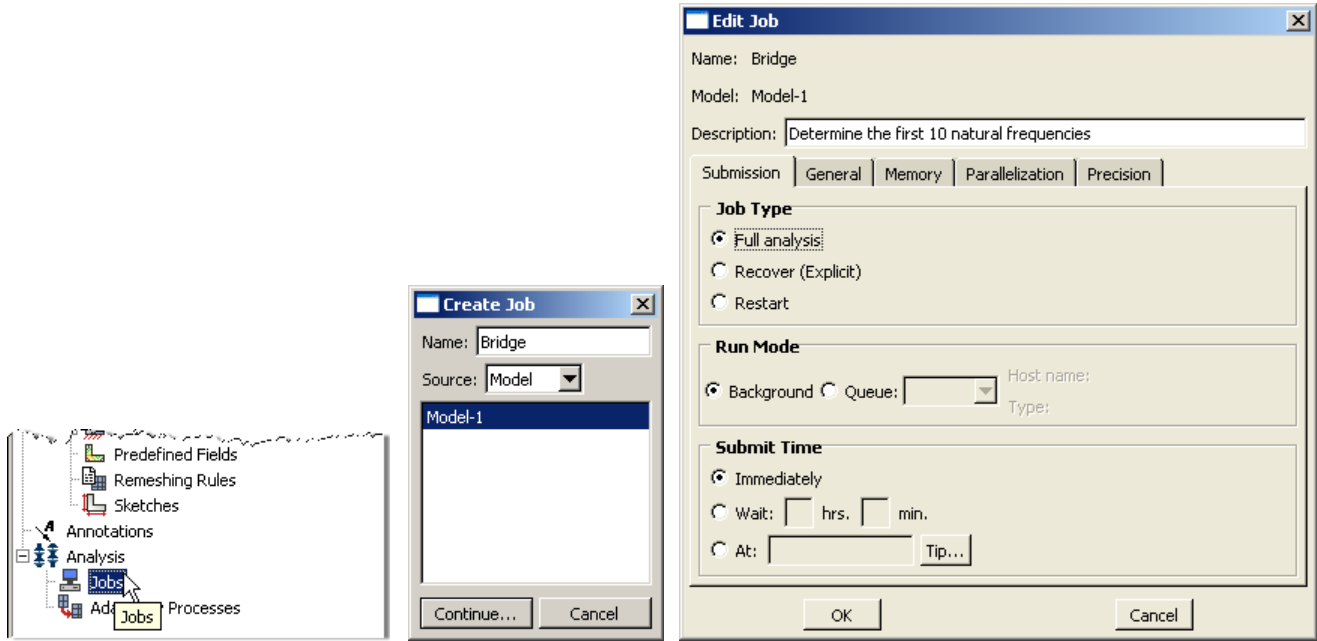 Predefined Fields
Remeshing Rules
Sketches
Annotations
Analysis
Jobs
Processes
Jobs
Create Job
Name: Bridge
Source: Model
Model-1
Continue... Cancel
Edit Job
Name: Bridge
Model: Model-1
Description: Determine the first 10 natural frequencies
Submission General Memory Parallelization Precision
Job Type
Full analysis
Recover (Explicit)
Restart
Run Mode
Background Queue: Host name:
Type:
Submit Time
Immediately
Wait: hrs. min.
At: Tip...
OK Cancel